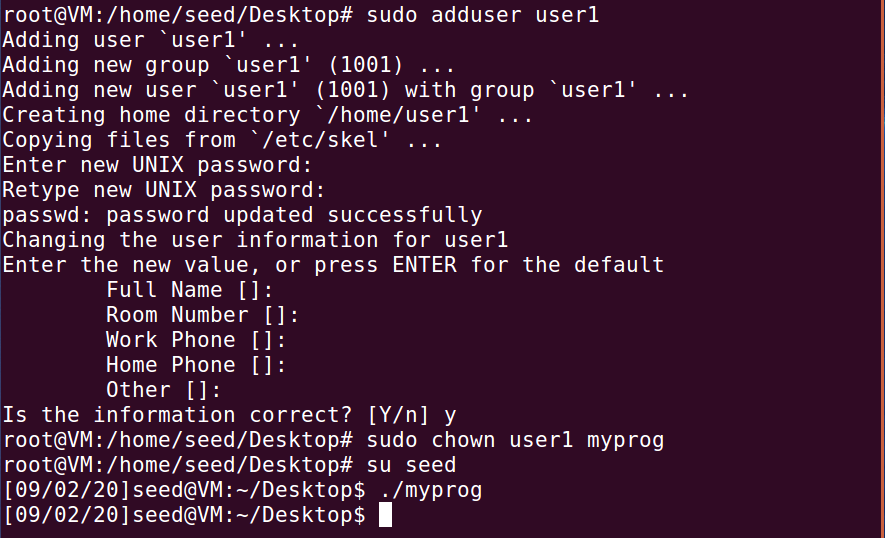 root@VM:/home/seed/Desktop# sudo adduser user1
Adding user `user1' ...
Adding new group `user1' (1001) ...
Adding new user `user1' (1001) with group `user1' ...
Creating home directory `/home/user1' ...
Copying files from `/etc/skel' ...
Enter new UNIX password:
Retype new UNIX password:
passwd: password updated successfully
Changing the user information for user1
Enter the new value, or press ENTER for the default
        Full Name []:
        Room Number []:
        Work Phone []:
        Home Phone []:
        Other []:
Is the information correct? [Y/n] y
root@VM:/home/seed/Desktop# sudo chown user1 myprog
root@VM:/home/seed/Desktop# su seed
[09/02/20]seed@VM:~/Desktop$ ./myprog
[09/02/20]seed@VM:~/Desktop$